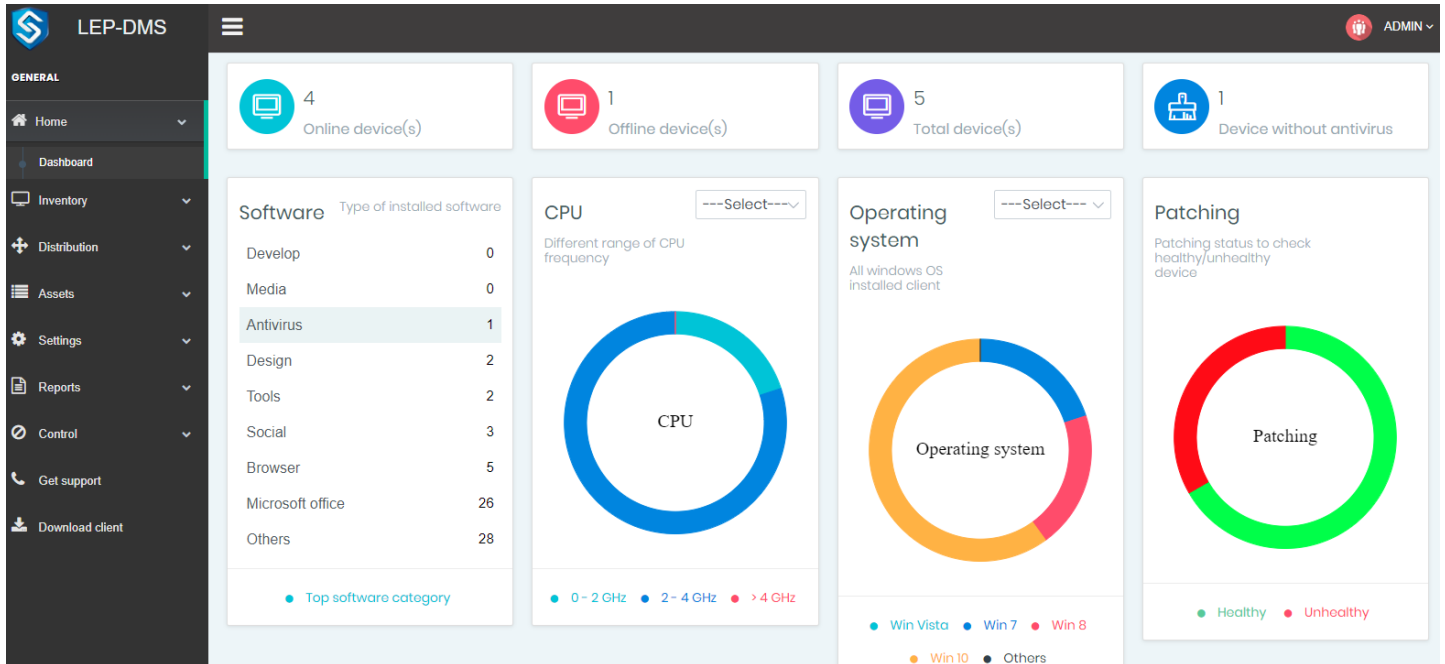 LEP-DMS
ADMIN
GENERAL
Home
Dashboard
Inventory
Distribution
Assets
Settings
Reports
Control
Get support
Download client
4
Online device(s)
1
Offline device(s)
5
Total device(s)
1
Device without antivirus
Software Type of installed software
Develop 0
Media 0
Antivirus 1
Design 2
Tools 2
Social 3
Browser 5
Microsoft office 26
Others 28
Top software category
CPU ---Select---
Different range of CPU
frequency
CPU
0 - 2 GHz 2 - 4 GHz > 4 GHz
Operating ---Select---
system
All windows OS
installed client
Operating system
Win Vista Win 7 Win 8
Win 10 Others
Patching
Patching status to check
healthy/unhealthy
device
Patching
Healthy Unhealthy